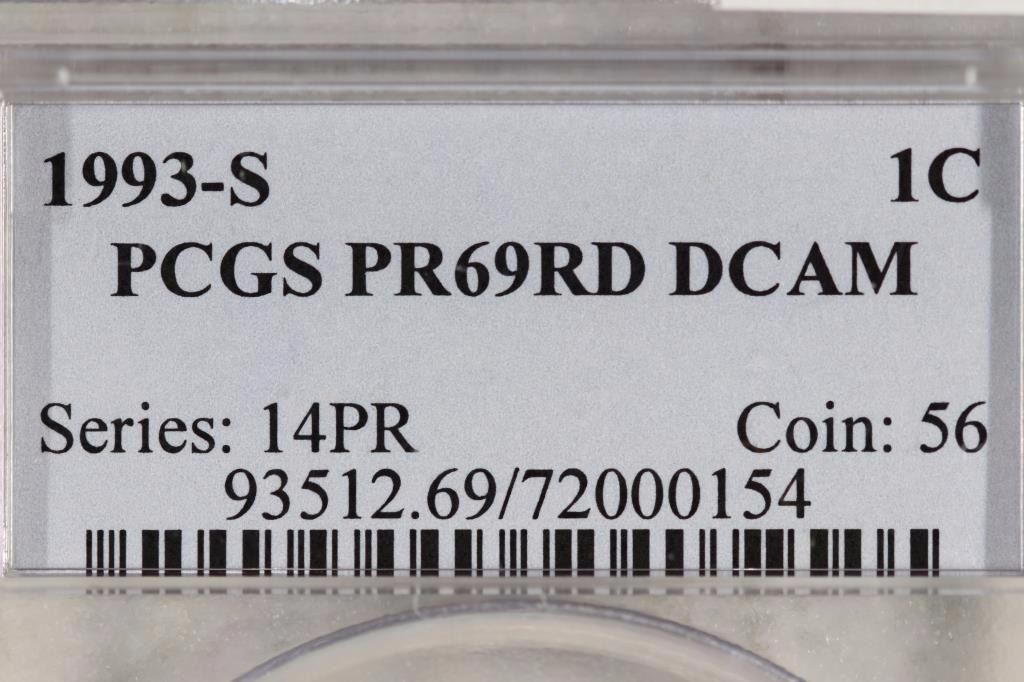 1993-S 1C
PCGS PR69RD DCAM
Series: 14PR Coin: 56
93512.69/72000154